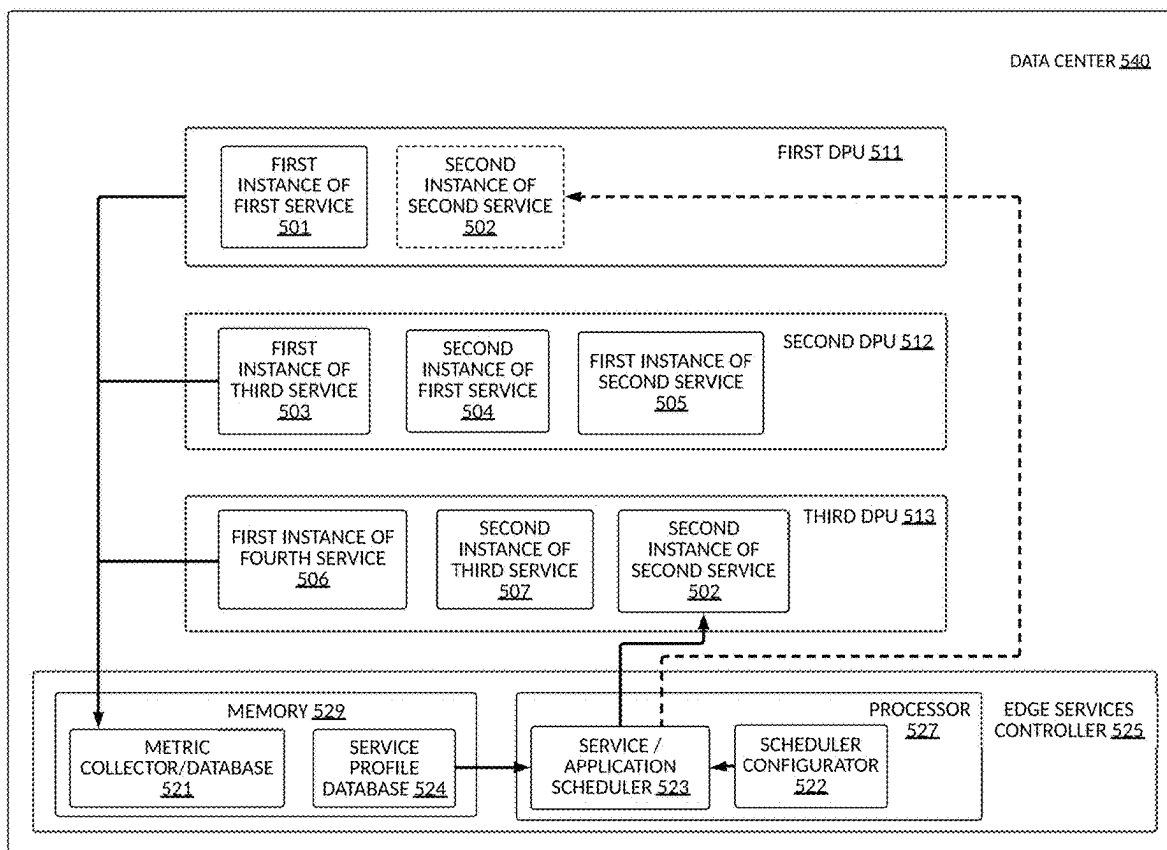 DATA CENTER 540
FIRST DPU 511
FIRST
INSTANCE OF
FIRST SERVICE
501
SECOND
INSTANCE OF
SECOND SERVICE
502
SECOND DPU 512
FIRST
INSTANCE OF
THIRD SERVICE
503
SECOND
INSTANCE OF
FIRST SERVICE
504
FIRST INSTANCE OF
SECOND SERVICE
505
THIRD DPU 513
FIRST INSTANCE OF
FOURTH SERVICE
506
SECOND
INSTANCE OF
THIRD SERVICE
507
SECOND
INSTANCE OF
SECOND SERVICE
502
MEMORY 529
METRIC
COLLECTOR/DATABASE
521
SERVICE
PROFILE
DATABASE 524
PROCESSOR
527
SERVICE /
APPLICATION
SCHEDULER 523
SCHEDULER
CONFIGURATOR
522
EDGE SERVICES
CONTROLLER 525